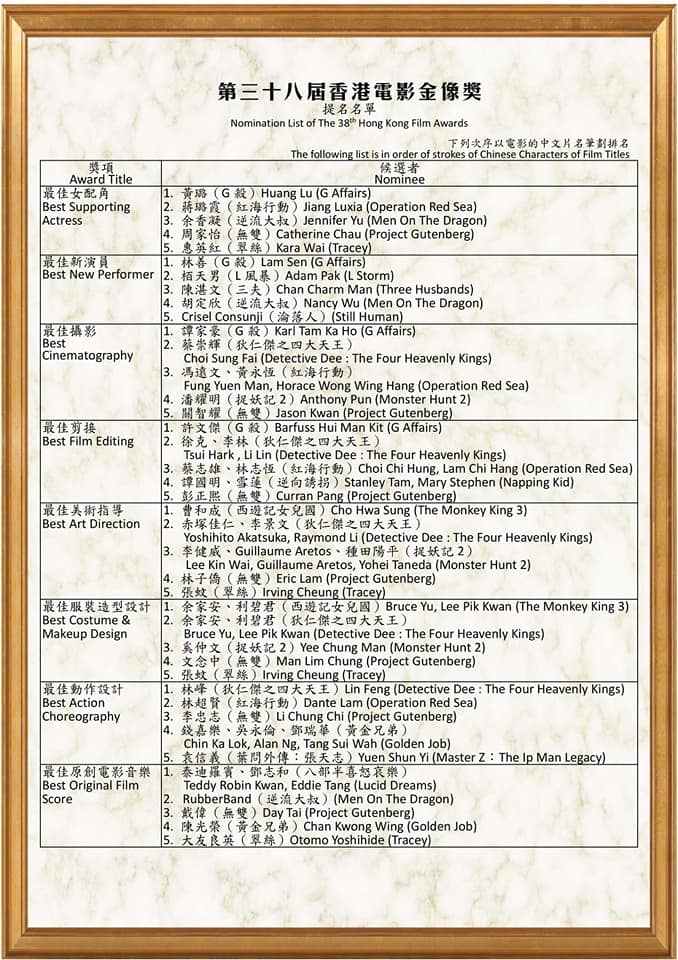 第三十八屆香港電影金像獎
提名名單
Nomination List of The 38th Hong Kong Film Awards
下列次序以電影的中文片名筆劃排名
The following list is in order of strokes of Chinese Characters of Film Titles
獎項 候選者
Award Title Nominee
最佳女配角 1. 黃璐（G 殺）Huang Lu (G Affairs)
Best Supporting 2. 蔣璐霞（紅海行動）Jiang Luxia (Operation Red Sea)
Actress 3. 余香凝（逆流大叔）Jennifer Yu (Men On The Dragon)
4. 周家怡（無雙）Catherine Chau (Project Gutenberg)
5. 惠英紅（翠絲）Kara Wai (Tracey)
最佳新演員 1. 林善（G 殺）Lam Sen (G Affairs)
Best New Performer 2. 栢天男（L 風暴）Adam Pak (L Storm)
3. 陳湛文（三夫）Chan Charm Man (Three Husbands)
4. 胡定欣（逆流大叔）Nancy Wu (Men On The Dragon)
5. Crisel Consunji（淪落人）(Still Human)
最佳攝影 1. 譚家豪（G 殺）Karl Tam Ka Ho (G Affairs)
Best 2. 蔡崇輝（狄仁傑之四大天王）
Cinematography Choi Sung Fai (Detective Dee : The Four Heavenly Kings)
3. 馮遠文、黃永恆（紅海行動）
Fung Yuen Man, Horace Wong Wing Hang (Operation Red Sea)
4. 潘耀明（捉妖記 2）Anthony Pun (Monster Hunt 2)
5. 關智耀（無雙）Jason Kwan (Project Gutenberg)
最佳剪接 1. 許文傑（G 殺）Barfuss Hui Man Kit (G Affairs)
Best Film Editing 2. 徐克、李林（狄仁傑之四大天王）
Tsui Hark , Li Lin (Detective Dee : The Four Heavenly Kings)
3. 蔡志雄、林志恆（紅海行動）Choi Chi Hung, Lam Chi Hang (Operation Red Sea)
4. 譚國明、雪蓮（逆向誘拐）Stanley Tam, Mary Stephen (Napping Kid)
5. 彭正熙（無雙）Curran Pang (Project Gutenberg)
最佳美術指導 1. 曹和成（西遊記女兒國）Cho Hwa Sung (The Monkey King 3)
Best Art Direction 2. 赤塚佳仁、李景文（狄仁傑之四大天王）
Yoshihito Akatsuka, Raymond Li (Detective Dee : The Four Heavenly Kings)
3. 李健威、Guillaume Aretos、種田陽平（捉妖記 2）
Lee Kin Wai, Guillaume Aretos, Yohei Taneda (Monster Hunt 2)
4. 林子僑（無雙）Eric Lam (Project Gutenberg)
5. 張蚊（翠絲）Irving Cheung (Tracey)
最佳服裝造型設計 1. 余家安、利碧君（西遊記女兒國）Bruce Yu, Lee Pik Kwan (The Monkey King 3)
Best Costume & 2. 余家安、利碧君（狄仁傑之四大天王）
Makeup Design Bruce Yu, Lee Pik Kwan (Detective Dee : The Four Heavenly Kings)
3. 奚仲文（捉妖記 2）Yee Chung Man (Monster Hunt 2)
4. 文念中（無雙）Man Lim Chung (Project Gutenberg)
5. 張蚊（翠絲）Irving Cheung (Tracey)
最佳動作設計 1. 林峰（狄仁傑之四大天王）Lin Feng (Detective Dee : The Four Heavenly Kings)
Best Action 2. 林超賢（紅海行動）Dante Lam (Operation Red Sea)
Choreography 3. 李忠志（無雙）Li Chung Chi (Project Gutenberg)
4. 錢嘉樂、吳永倫、鄧瑞華（黃金兄弟）
Chin Ka Lok, Alan Ng, Tang Sui Wah (Golden Job)
5. 袁信義（葉問外傳：張天志）Yuen Shun Yi (Master Z：The Ip Man Legacy)
最佳原創電影音樂 1. 泰迪羅賓、鄧志和（八部半喜怒哀樂）
Best Original Film Teddy Robin Kwan, Eddie Tang (Lucid Dreams)
Score 2. RubberBand（逆流大叔）(Men On The Dragon)
3. 戴偉（無雙）Day Tai (Project Gutenberg)
4. 陳光榮（黃金兄弟）Chan Kwong Wing (Golden Job)
5. 大友良英（翠絲）Otomo Yoshihide (Tracey)